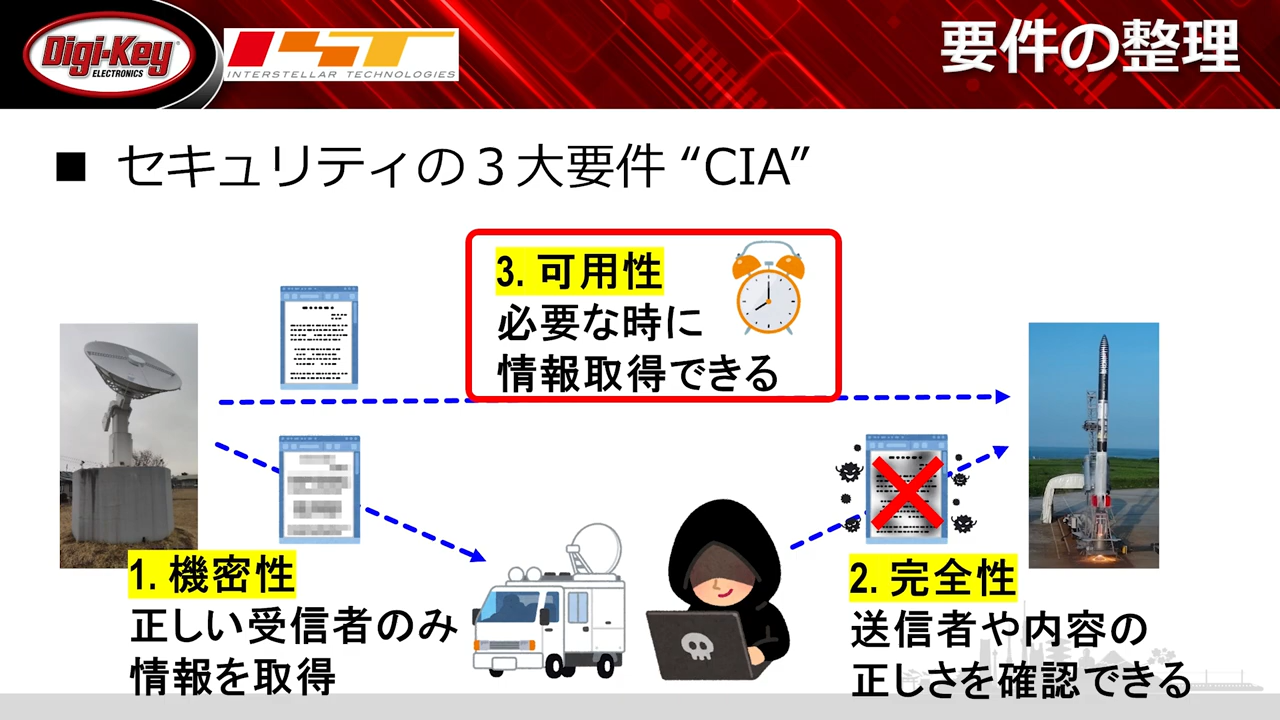 Digi-Key
ELECTRONICS
IST
INTERSTELLAR TECHNOLOGIES
要件の整理
■ セキュリティの３大要件 “CIA”
3. 可用性
必要な時に
情報取得できる
1. 機密性
正しい受信者のみ
情報を取得
2. 完全性
送信者や内容の
正しさを確認できる